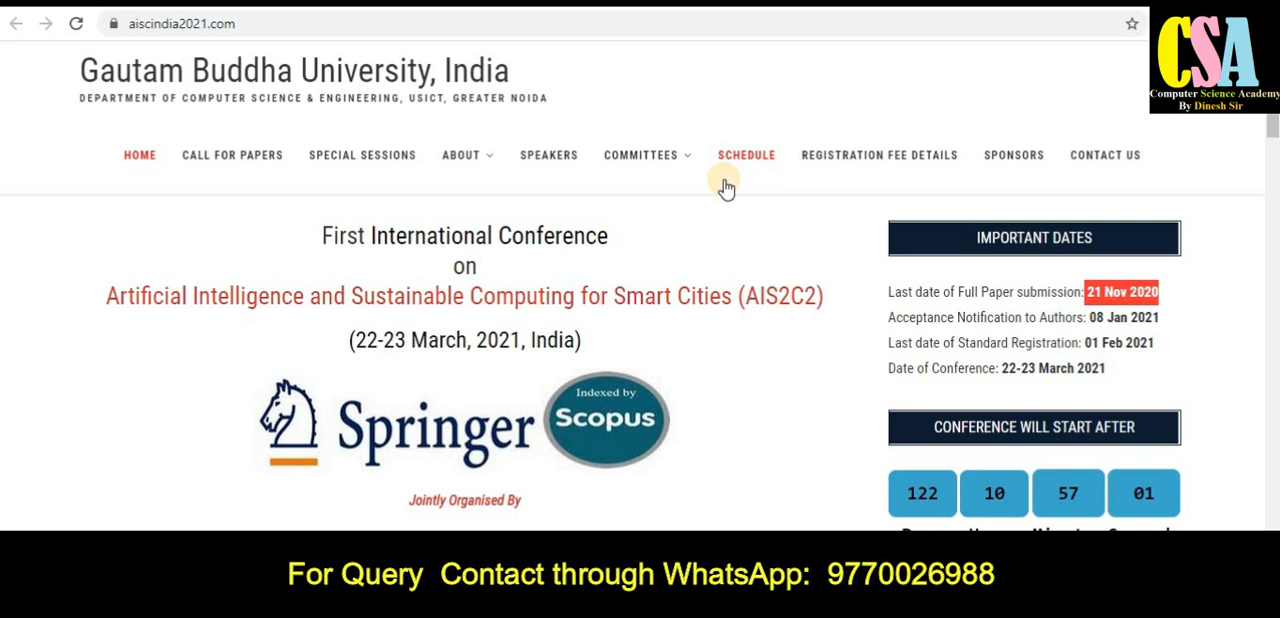 aiscindia2021.com
CSA
Computer Science Academy
By Dinesh Sir
Gautam Buddha University, India
DEPARTMENT OF COMPUTER SCIENCE & ENGINEERING, USICT, GREATER NOIDA
HOME CALL FOR PAPERS SPECIAL SESSIONS ABOUT SPEAKERS COMMITTEES SCHEDULE REGISTRATION FEE DETAILS SPONSORS CONTACT US
First International Conference
on
Artificial Intelligence and Sustainable Computing for Smart Cities (AIS2C2)
(22-23 March, 2021, India)
Springer
Indexed by
Scopus
Jointly Organised By
IMPORTANT DATES
Last date of Full Paper submission: 21 Nov 2020
Acceptance Notification to Authors: 08 Jan 2021
Last date of Standard Registration: 01 Feb 2021
Date of Conference: 22-23 March 2021
CONFERENCE WILL START AFTER
122 10 57 01
For Query Contact through WhatsApp: 9770026988